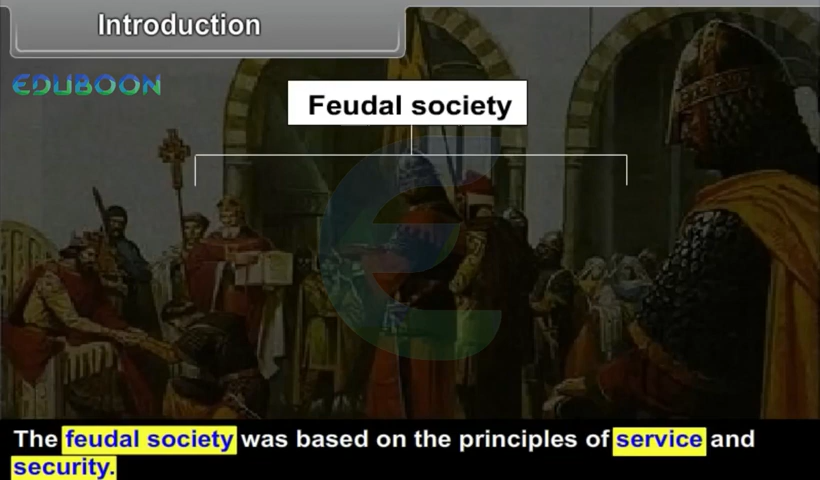 Introduction
EDUBOON
Feudal society
The feudal society was based on the principles of service and
security.